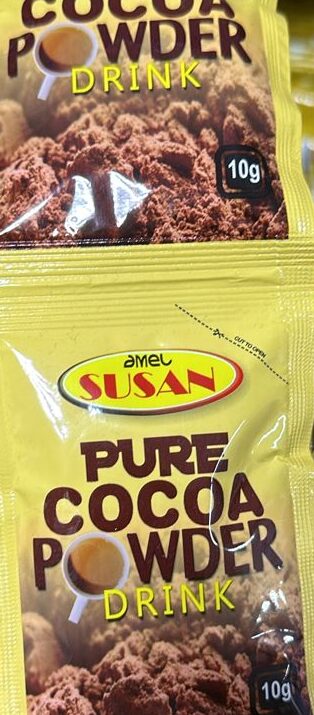 COCOA
POWDER
DRINK
10g
CUT TO OPEN
amel
SUSAN
PURE
COCOA
POWDER
DRINK
10g